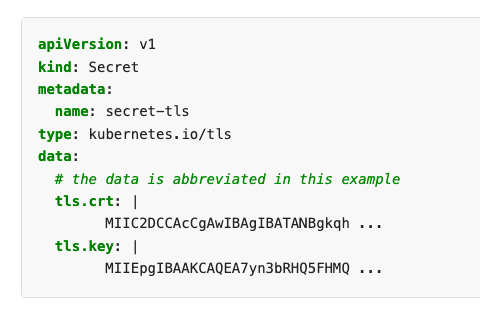 apiVersion: v1
kind: Secret
metadata:
  name: secret-tls
type: kubernetes.io/tls
data:
  # the data is abbreviated in this example
  tls.crt: |
        MIIC2DCCAcCgAwIBAgIBATANBgkqh ...
  tls.key: |
        MIIEpgIBAAKCAQEA7yn3bRHQ5FHMQ ...